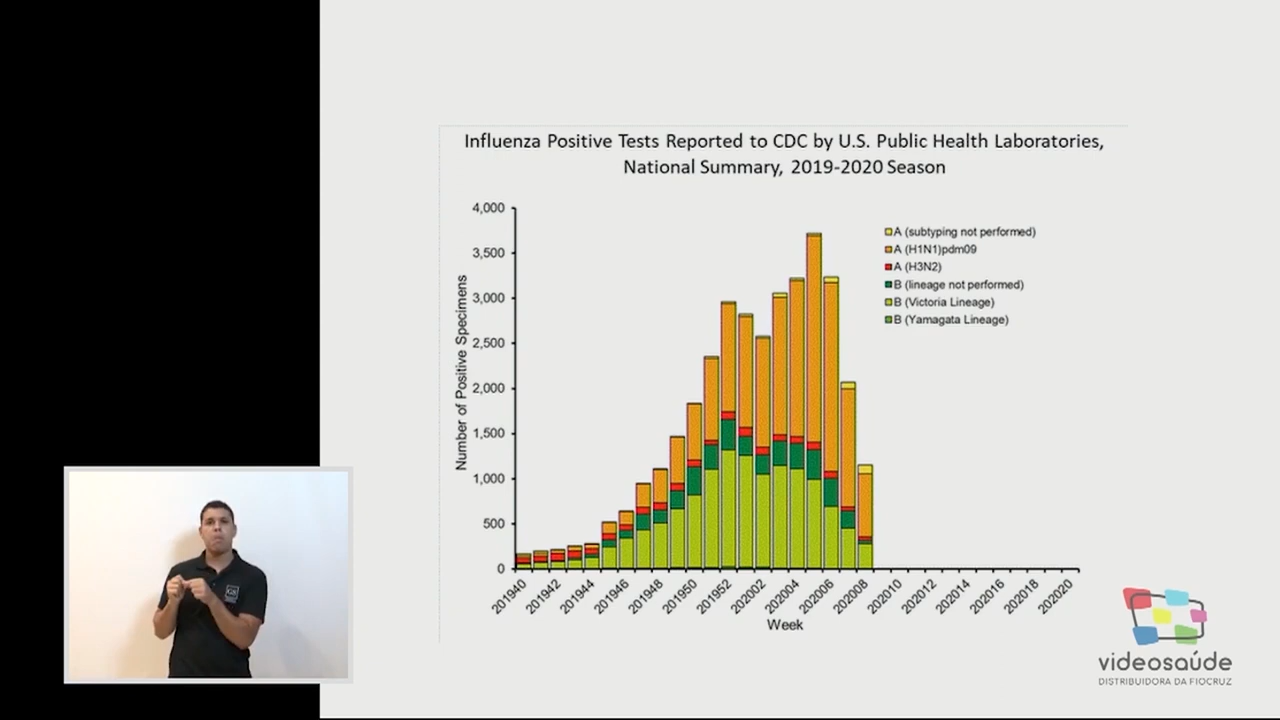 Influenza Positive Tests Reported to CDC by U.S. Public Health Laboratories,
National Summary, 2019-2020 Season
Number of Positive Specimens
4,000
3,500
3,000
2,500
2,000
1,500
1,000
500
0
A (subtyping not performed)
A (H1N1)pdm09
A (H3N2)
B (lineage not performed)
B (Victoria Lineage)
B (Yamagata Lineage)
201940
201942
201944
201946
201948
201950
201952
202002
202004
202006
202008
202010
202012
202014
202016
202018
202020
Week
GS
videosaúde
DISTRIBUIDORA DA FIOCRUZ